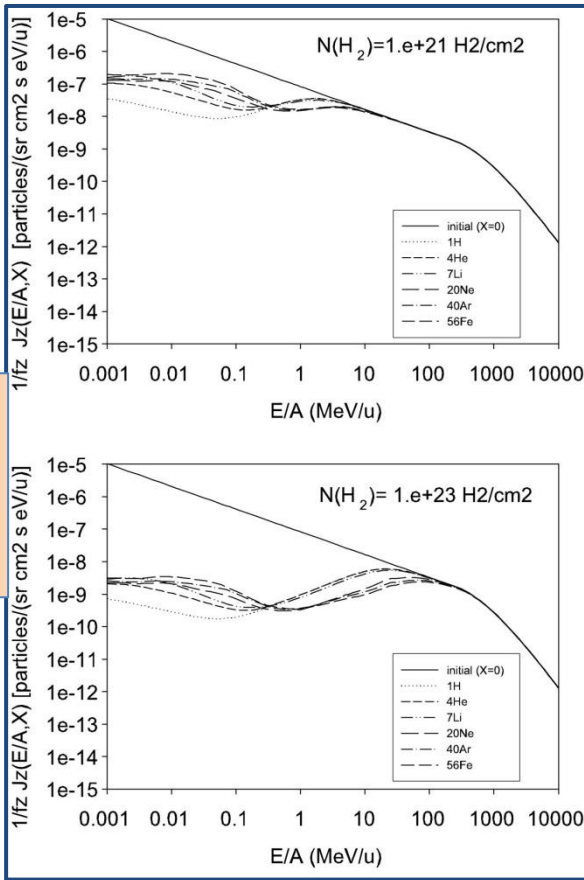 1/fz Jz(E/A,X) [particles/(sr cm2 s eV/u)]
1e-5
1e-6
1e-7
1e-8
1e-9
1e-10
1e-11
1e-12
1e-13
1e-14
1e-15
N(H2)=1.e+21 H2/cm2
initial (X=0)
1H
4He
7Li
20Ne
40Ar
56Fe
0.001 0.01 0.1 1 10 100 1000 10000
E/A (MeV/u)
1/fz Jz(E/A,X) [particles/(sr cm2 s eV/u)]
1e-5
1e-6
1e-7
1e-8
1e-9
1e-10
1e-11
1e-12
1e-13
1e-14
1e-15
N(H2)= 1.e+23 H2/cm2
initial (X=0)
1H
4He
7Li
20Ne
40Ar
56Fe
0.001 0.01 0.1 1 10 100 1000 10000
E/A (MeV/u)